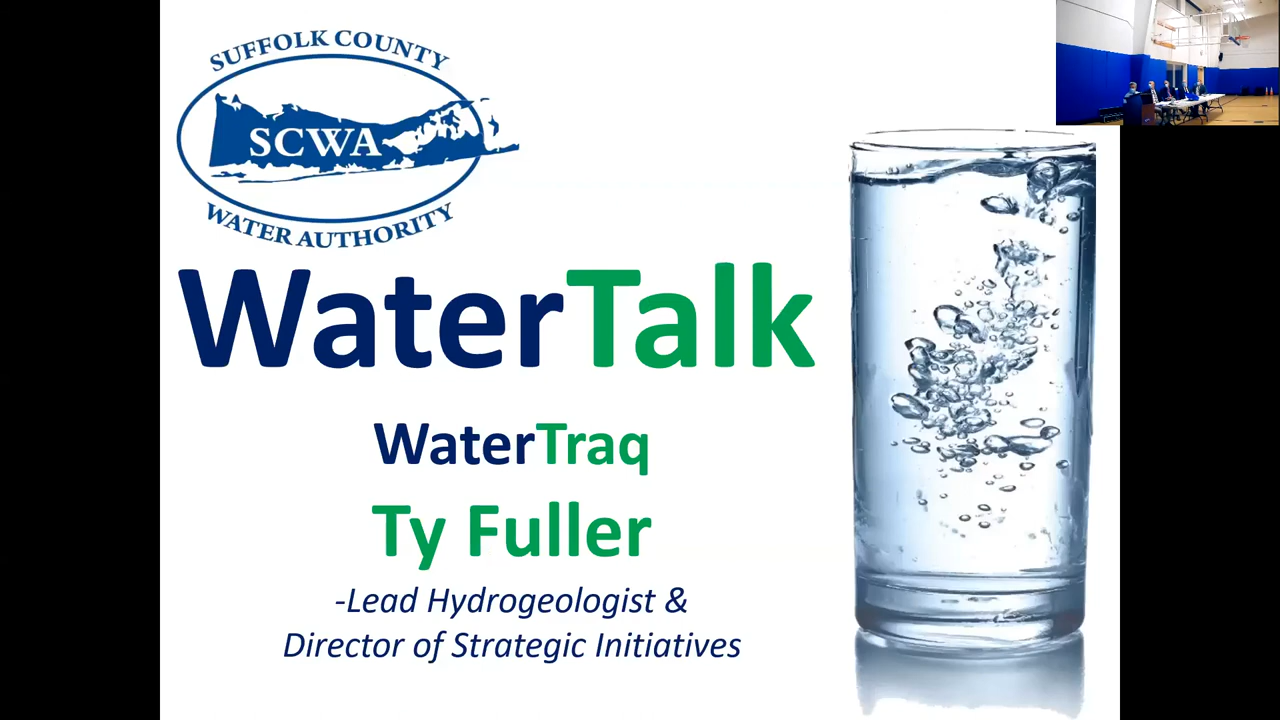 SUFFOLK COUNTY
SCWA
WATER AUTHORITY
WaterTalk
WaterTraq
Ty Fuller
-Lead Hydrogeologist &
Director of Strategic Initiatives